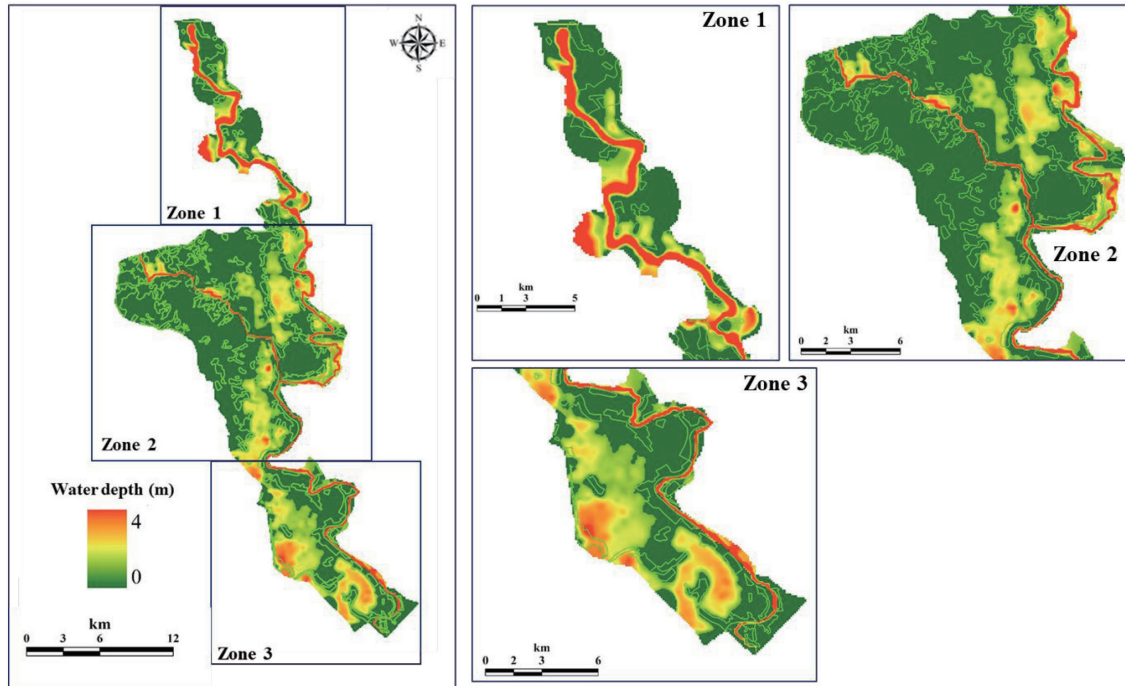 N
W E
S
Zone 1
Zone 2
Water depth (m)
4
0
km
0 3 6 12
Zone 3
Zone 1
km
0 1 3 5
Zone 2
km
0 2 3 6
Zone 3
km
0 2 3 6